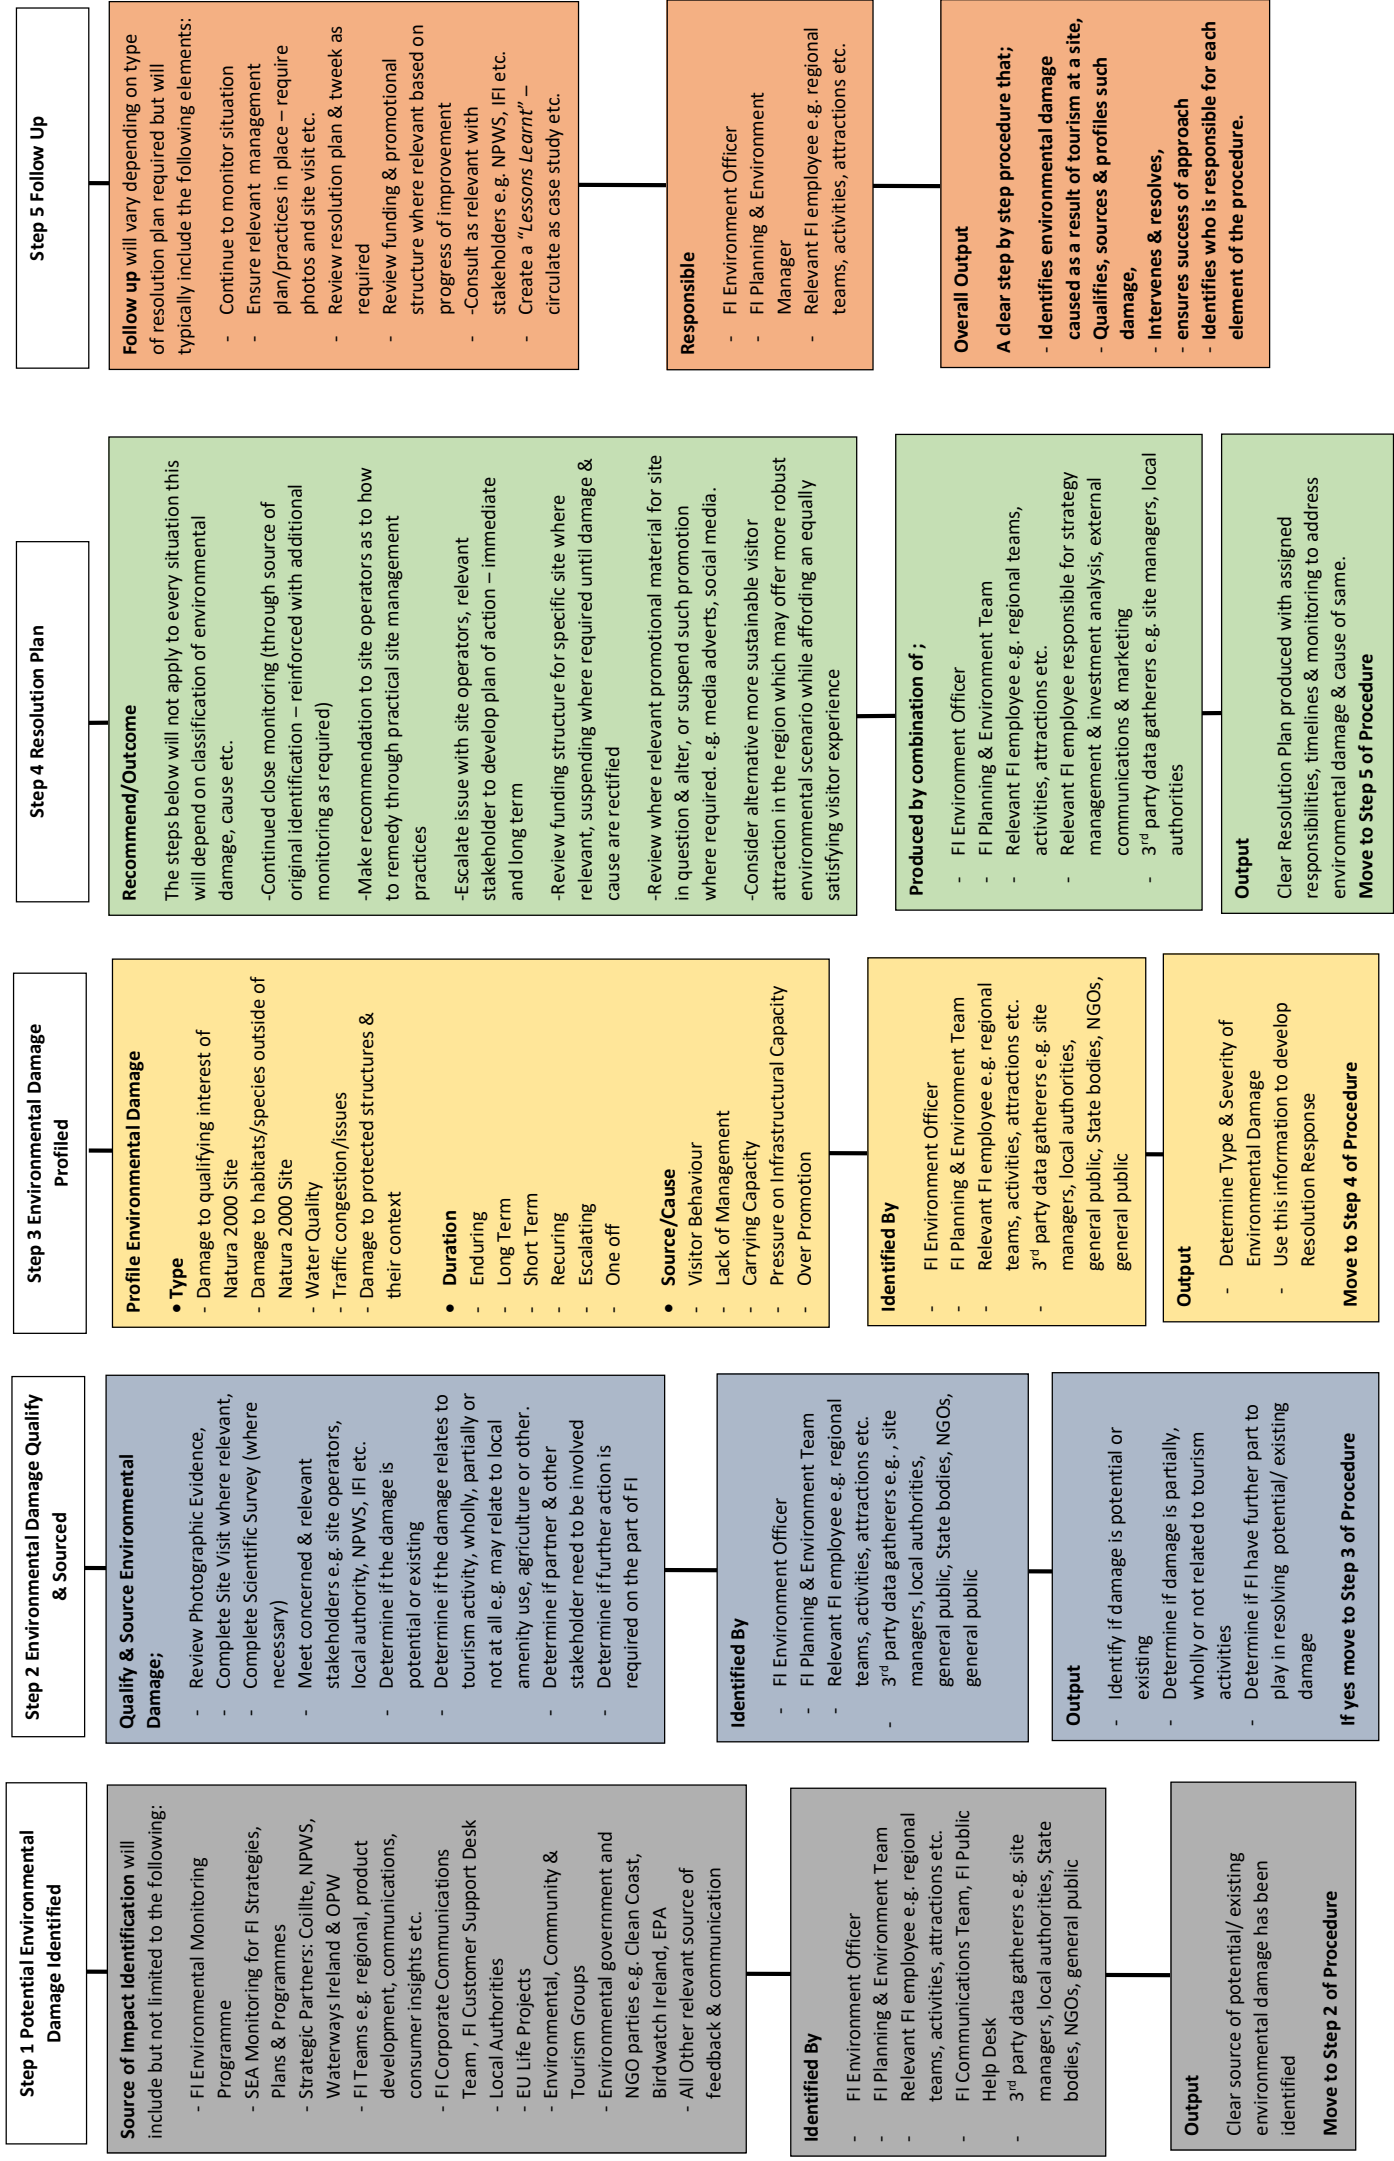 Step 1 Potential Environmental
Damage Identified
Source of Impact Identification will
include but not limited to the following:
- FI Environmental Monitoring
Programme
- SEA Monitoring for FI Strategies,
Plans & Programmes
- Strategic Partners: Coillte, NPWS,
Waterways Ireland & OPW
- FI Teams e.g. regional, product
development, communications,
consumer insights etc.
- FI Corporate Communications
Team , FI Customer Support Desk
- Local Authorities
- EU Life Projects
- Environmental, Community &
Tourism Groups
- Environmental government and
NGO parties e.g. Clean Coast,
Birdwatch Ireland, EPA
- All Other relevant source of
feedback & communication
Identified By
- FI Environment Officer
- FI Planning & Environment Team
- Relevant FI employee e.g. regional
teams, activities, attractions etc.
- FI Communications Team, FI Public
Help Desk
- 3rd party data gatherers e.g. site
managers, local authorities, State
bodies, NGOs, general public
Output
Clear source of potential/ existing
environmental damage has been
identified
Move to Step 2 of Procedure
Step 2 Environmental Damage Qualify
& Sourced
Qualify & Source Environmental
Damage;
- Review Photographic Evidence,
- Complete Site Visit where relevant,
- Complete Scientific Survey (where
necessary)
- Meet concerned & relevant
stakeholders e.g. site operators,
local authority, NPWS, IFI etc.
- Determine if the damage is
potential or existing
- Determine if the damage relates to
tourism activity, wholly, partially or
not at all e.g. may relate to local
amenity use, agriculture or other.
- Determine if partner & other
stakeholder need to be involved
- Determine if further action is
required on the part of FI
Identified By
- FI Environment Officer
- FI Planning & Environment Team
- Relevant FI employee e.g. regional
teams, activities, attractions etc.
- 3rd party data gatherers e.g., site
managers, local authorities,
general public, State bodies, NGOs,
general public
Output
- Identify if damage is potential or
existing
- Determine if damage is partially,
wholly or not related to tourism
activities
- Determine if FI have further part to
play in resolving potential/ existing
damage
If yes move to Step 3 of Procedure
Step 3 Environmental Damage
Profiled
Profile Environmental Damage
• Type
- Damage to qualifying interest of
Natura 2000 Site
- Damage to habitats/species outside of
Natura 2000 Site
- Water Quality
- Traffic congestion/issues
- Damage to protected structures &
their context
• Duration
- Enduring
- Long Term
- Short Term
- Recuring
- Escalating
- One off
• Source/Cause
- Visitor Behaviour
- Lack of Management
- Carrying Capacity
- Pressure on Infrastructural Capacity
- Over Promotion
Identified By
- FI Environment Officer
- FI Planning & Environment Team
- Relevant FI employee e.g. regional
teams, activities, attractions etc.
- 3rd party data gatherers e.g. site
managers, local authorities,
general public, State bodies, NGOs,
general public
Output
- Determine Type & Severity of
Environmental Damage
- Use this information to develop
Resolution Response
Move to Step 4 of Procedure
Step 4 Resolution Plan
Recommend/Outcome
The steps below will not apply to every situation this
will depend on classification of environmental
damage, cause etc.
-Continued close monitoring (through source of
original identification – reinforced with additional
monitoring as required)
-Make recommendation to site operators as to how
to remedy through practical site management
practices
-Escalate issue with site operators, relevant
stakeholder to develop plan of action – immediate
and long term
-Review funding structure for specific site where
relevant, suspending where required until damage &
cause are rectified
-Review where relevant promotional material for site
in question & alter, or suspend such promotion
where required. e.g. media adverts, social media.
-Consider alternative more sustainable visitor
attraction in the region which may offer more robust
environmental scenario while affording an equally
satisfying visitor experience
Produced by combination of ;
- FI Environment Officer
- FI Planning & Environment Team
- Relevant FI employee e.g. regional teams,
activities, attractions etc.
- Relevant FI employee responsible for strategy
management & investment analysis, external
communications & marketing
- 3rd party data gatherers e.g. site managers, local
authorities
Output
Clear Resolution Plan produced with assigned
responsibilities, timelines & monitoring to address
environmental damage & cause of same.
Move to Step 5 of Procedure
Step 5 Follow Up
Follow up will vary depending on type
of resolution plan required but will
typically include the following elements:
- Continue to monitor situation
- Ensure relevant management
plan/practices in place – require
photos and site visit etc.
- Review resolution plan & tweek as
required
- Review funding & promotional
structure where relevant based on
progress of improvement
- -Consult as relevant with
stakeholders e.g. NPWS, IFI etc.
- Create a “Lessons Learnt” –
circulate as case study etc.
Responsible
- FI Environment Officer
- FI Planning & Environment
Manager
- Relevant FI employee e.g. regional
teams, activities, attractions etc.
Overall Output
A clear step by step procedure that;
- Identifies environmental damage
caused as a result of tourism at a site,
- Qualifies, sources & profiles such
damage,
- Intervenes & resolves,
- ensures success of approach
- Identifies who is responsible for each
element of the procedure.